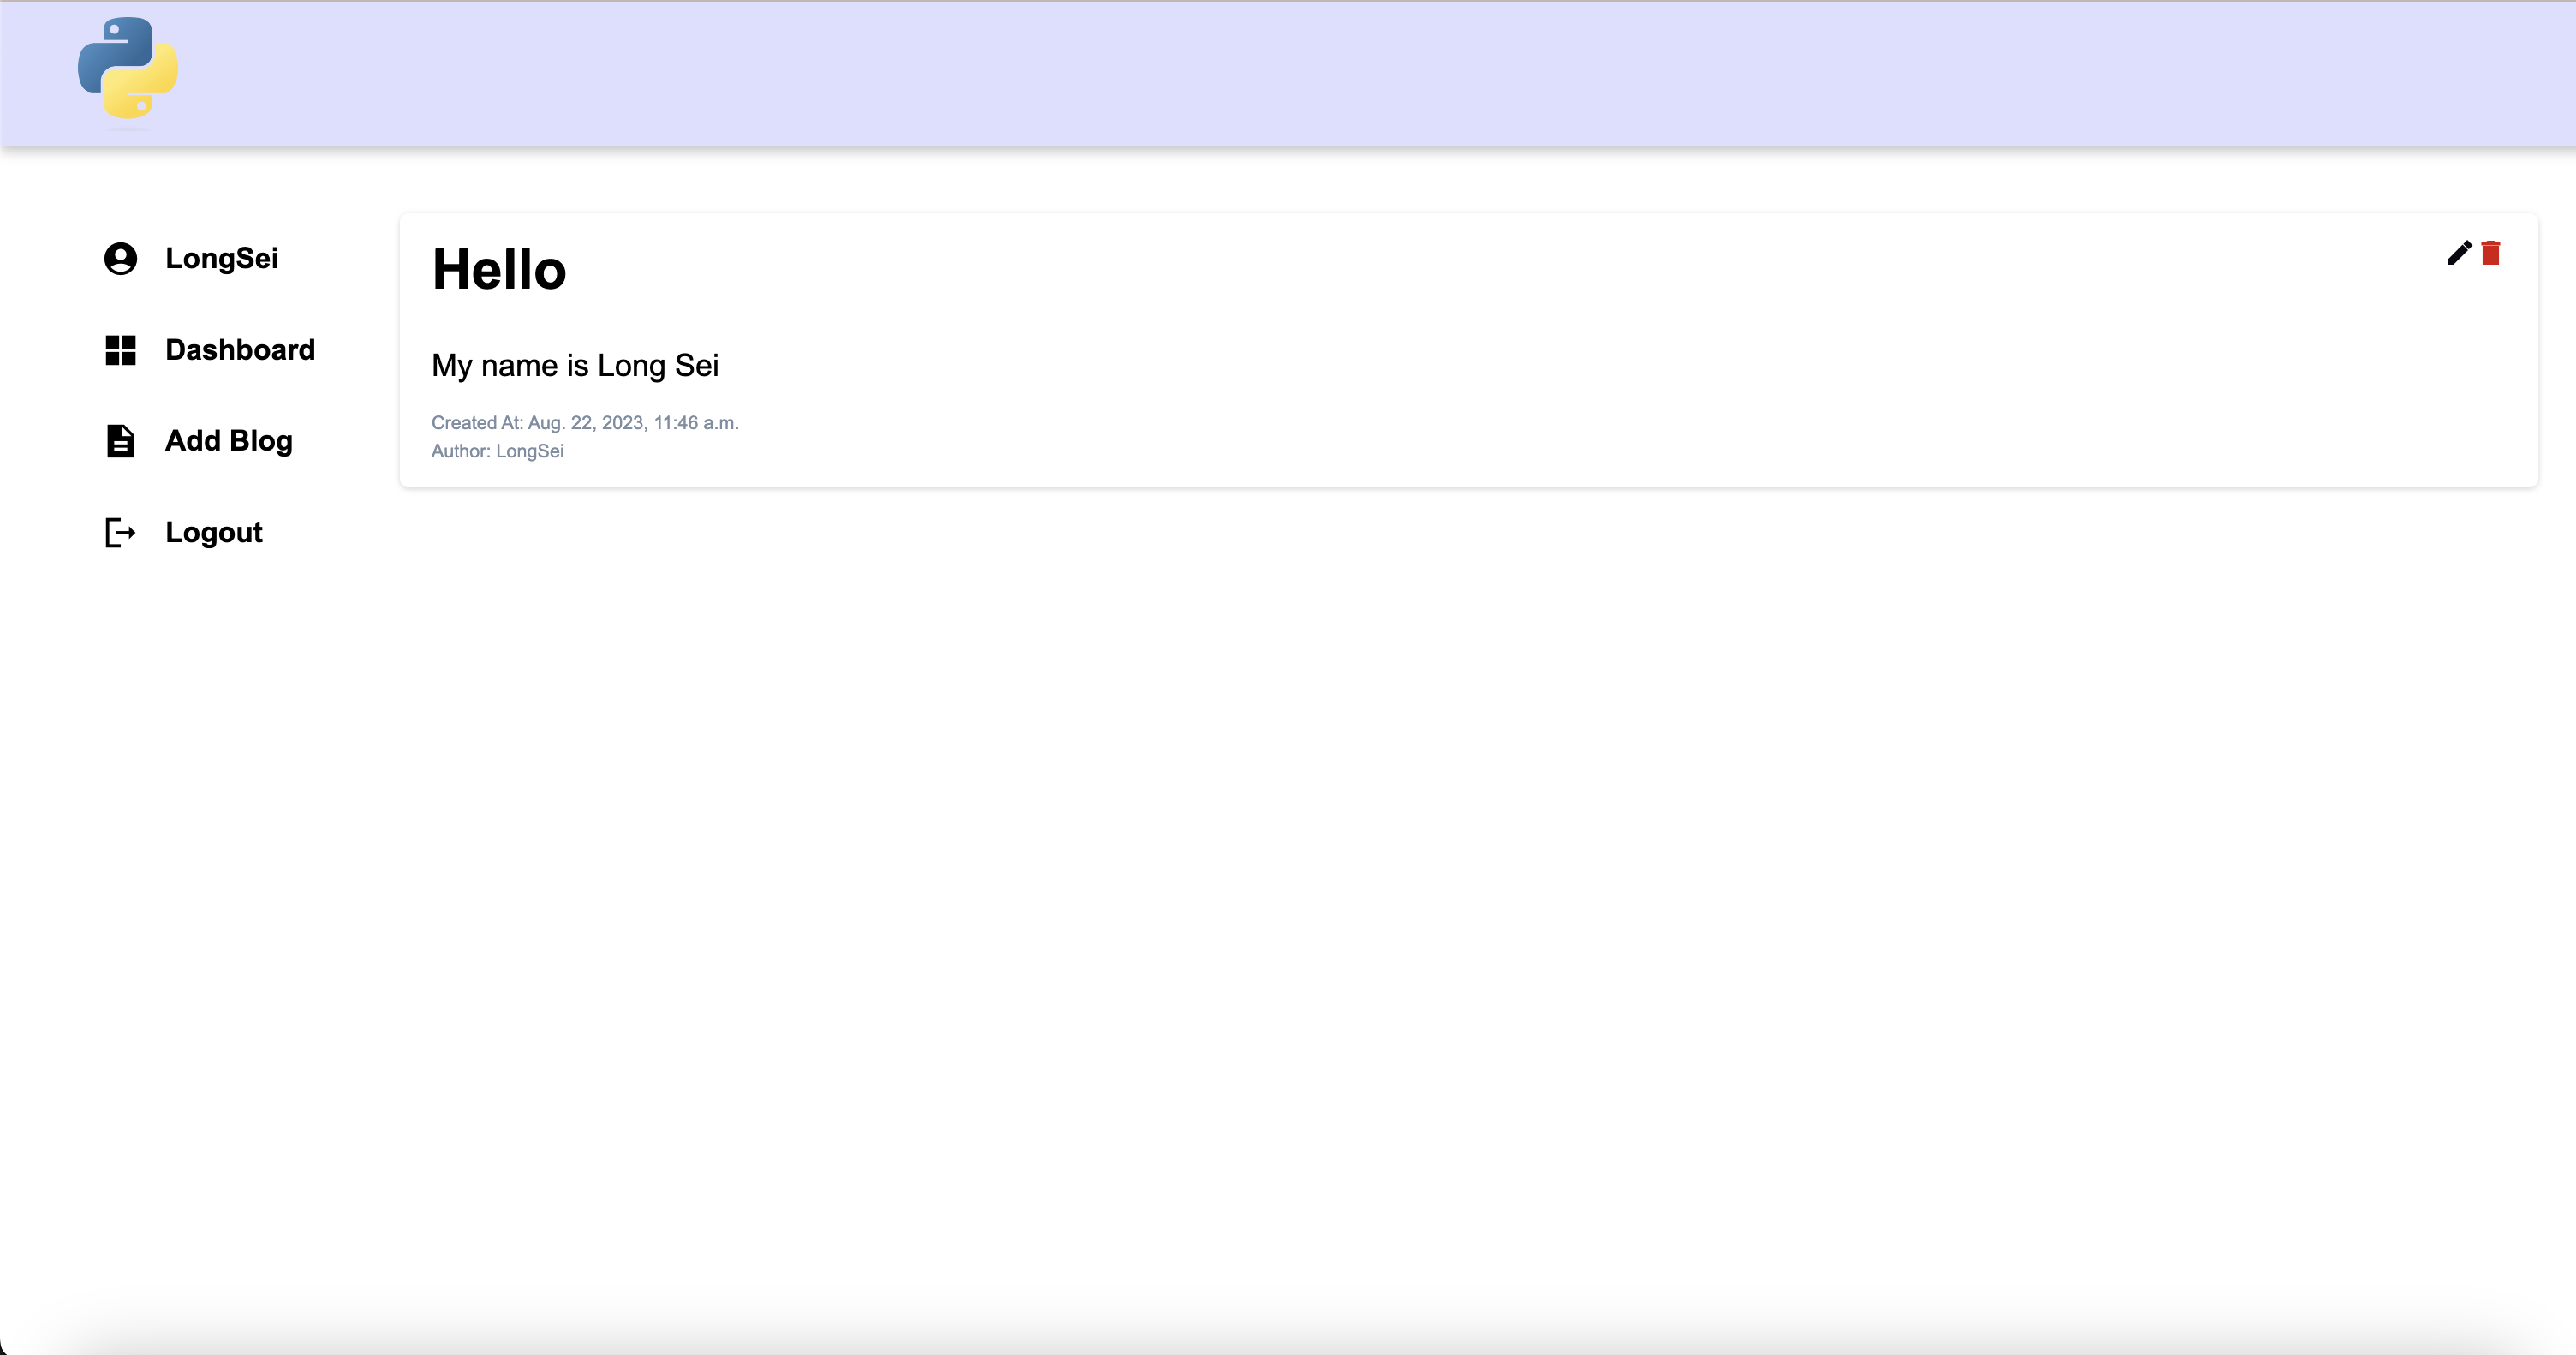 LongSei
Dashboard
Add Blog
Logout
Hello
My name is Long Sei
Created At: Aug. 22, 2023, 11:46 a.m.
Author: LongSei